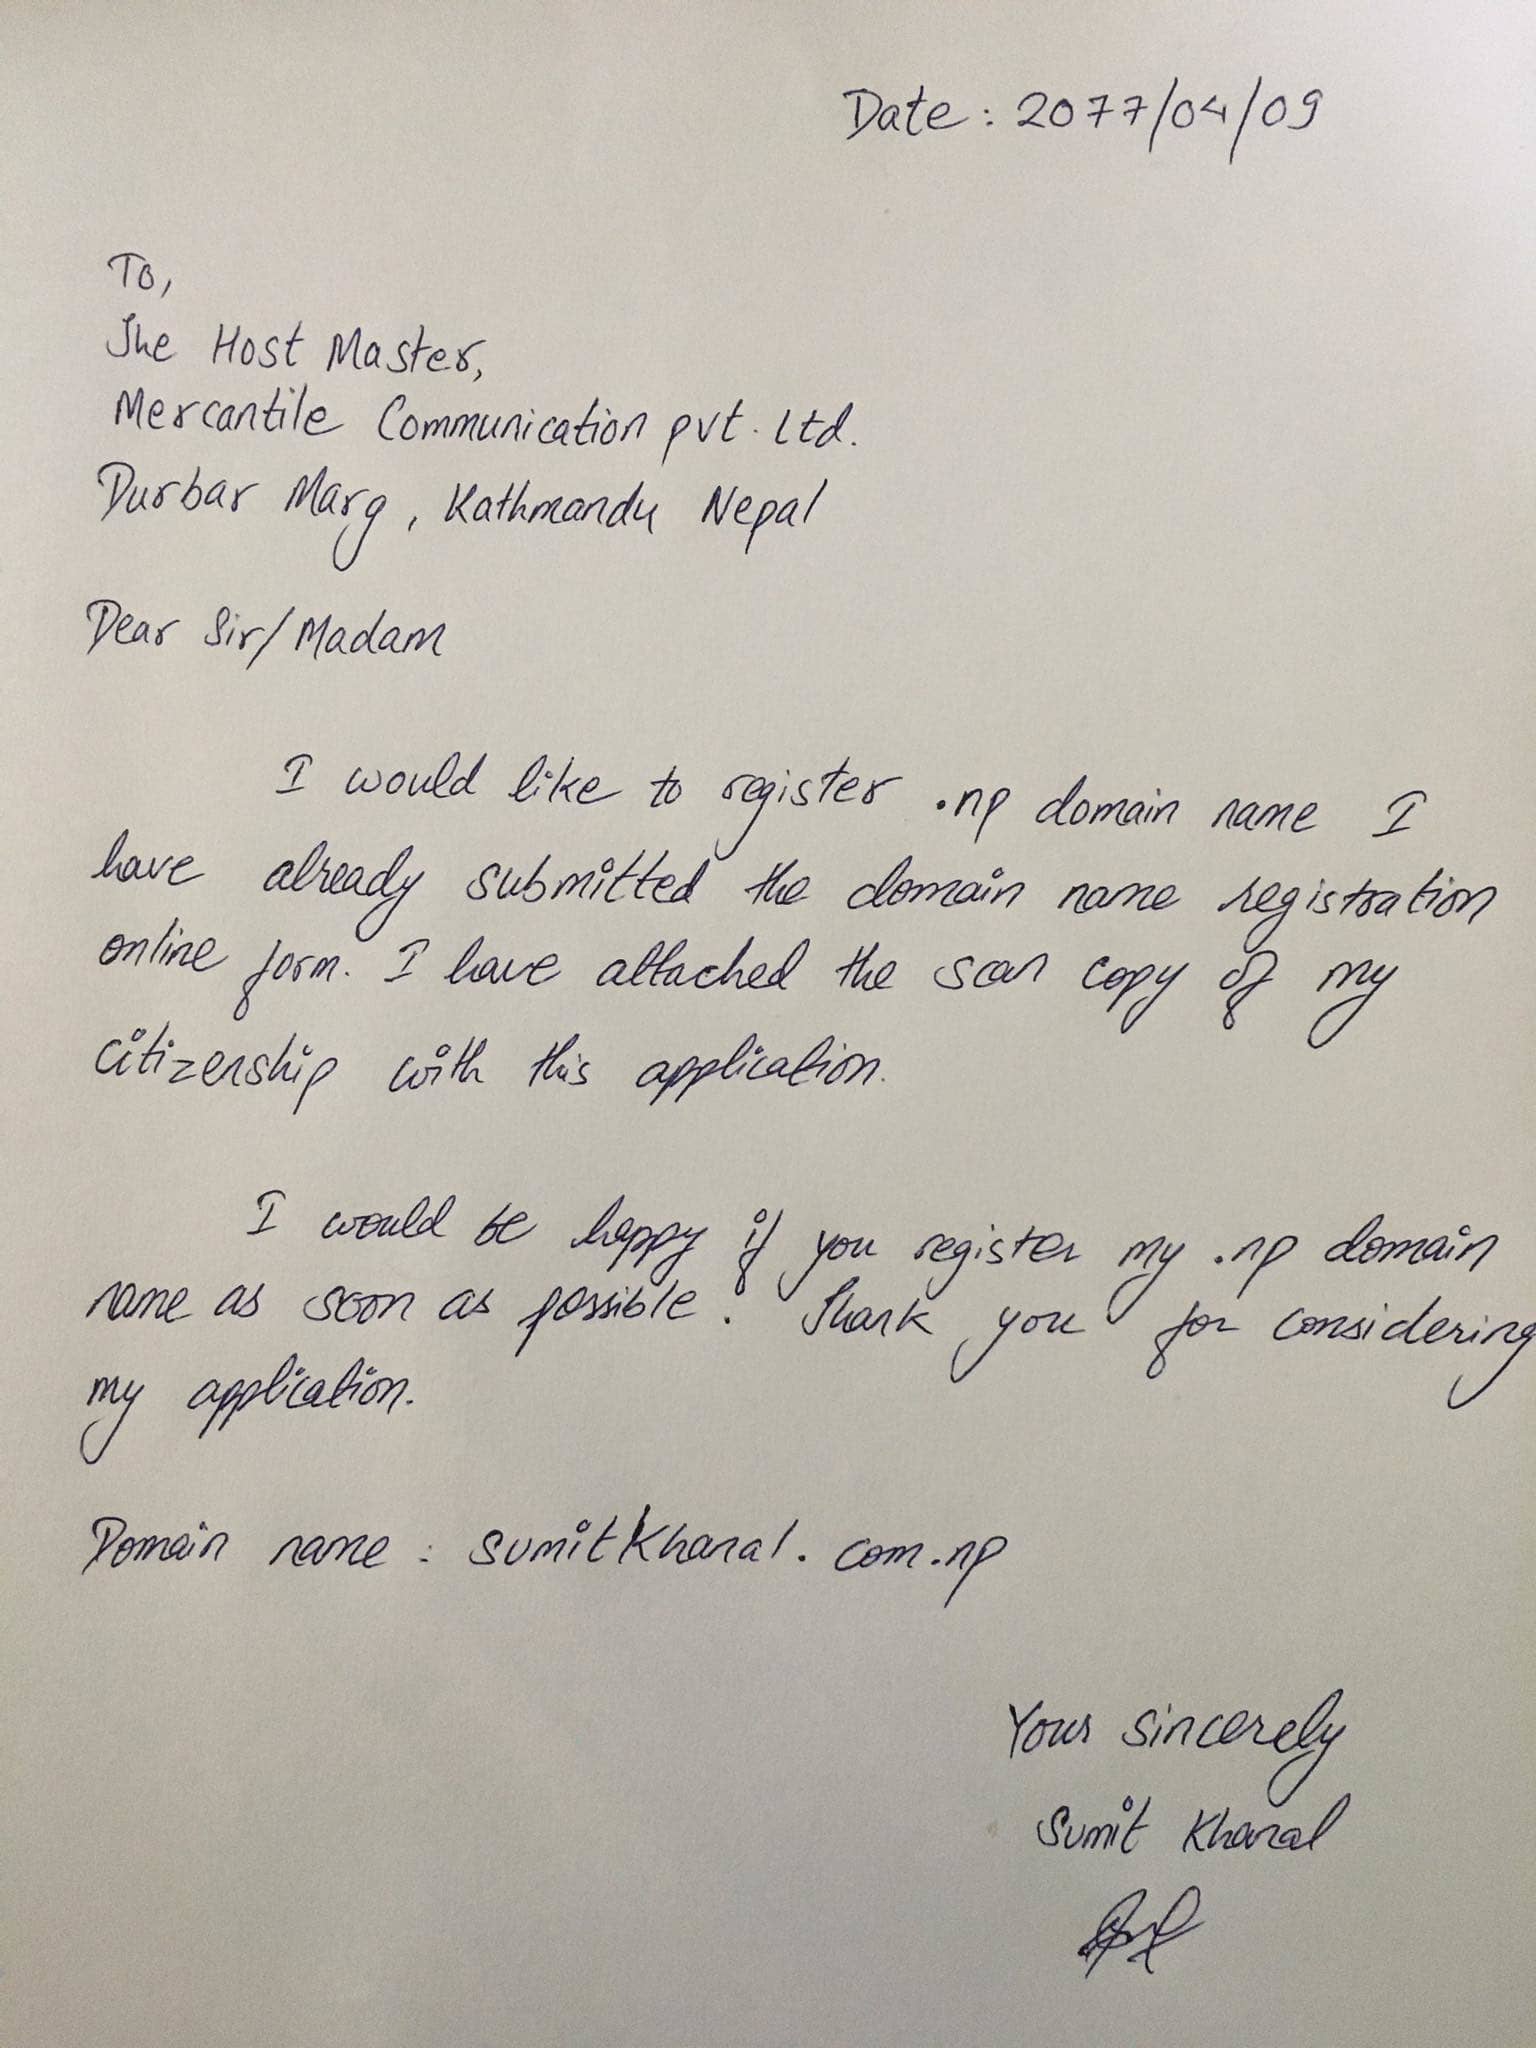 Date: 2077/04/09
To,
The Host Master,
Mercantile Communication pvt. Ltd.
Durbar Marg, Kathmandu Nepal
Dear Sir/Madam
I would like to register .np domain name I
have already submitted the domain name registration
online form. I have attached the scan copy of my
citizenship with this application.
I would be happy if you register my .np domain
name as soon as possible. Thank you for considering
my application.
Domain name: sumitkhanal.com.np
Yours sincerely
Sumit Khanal